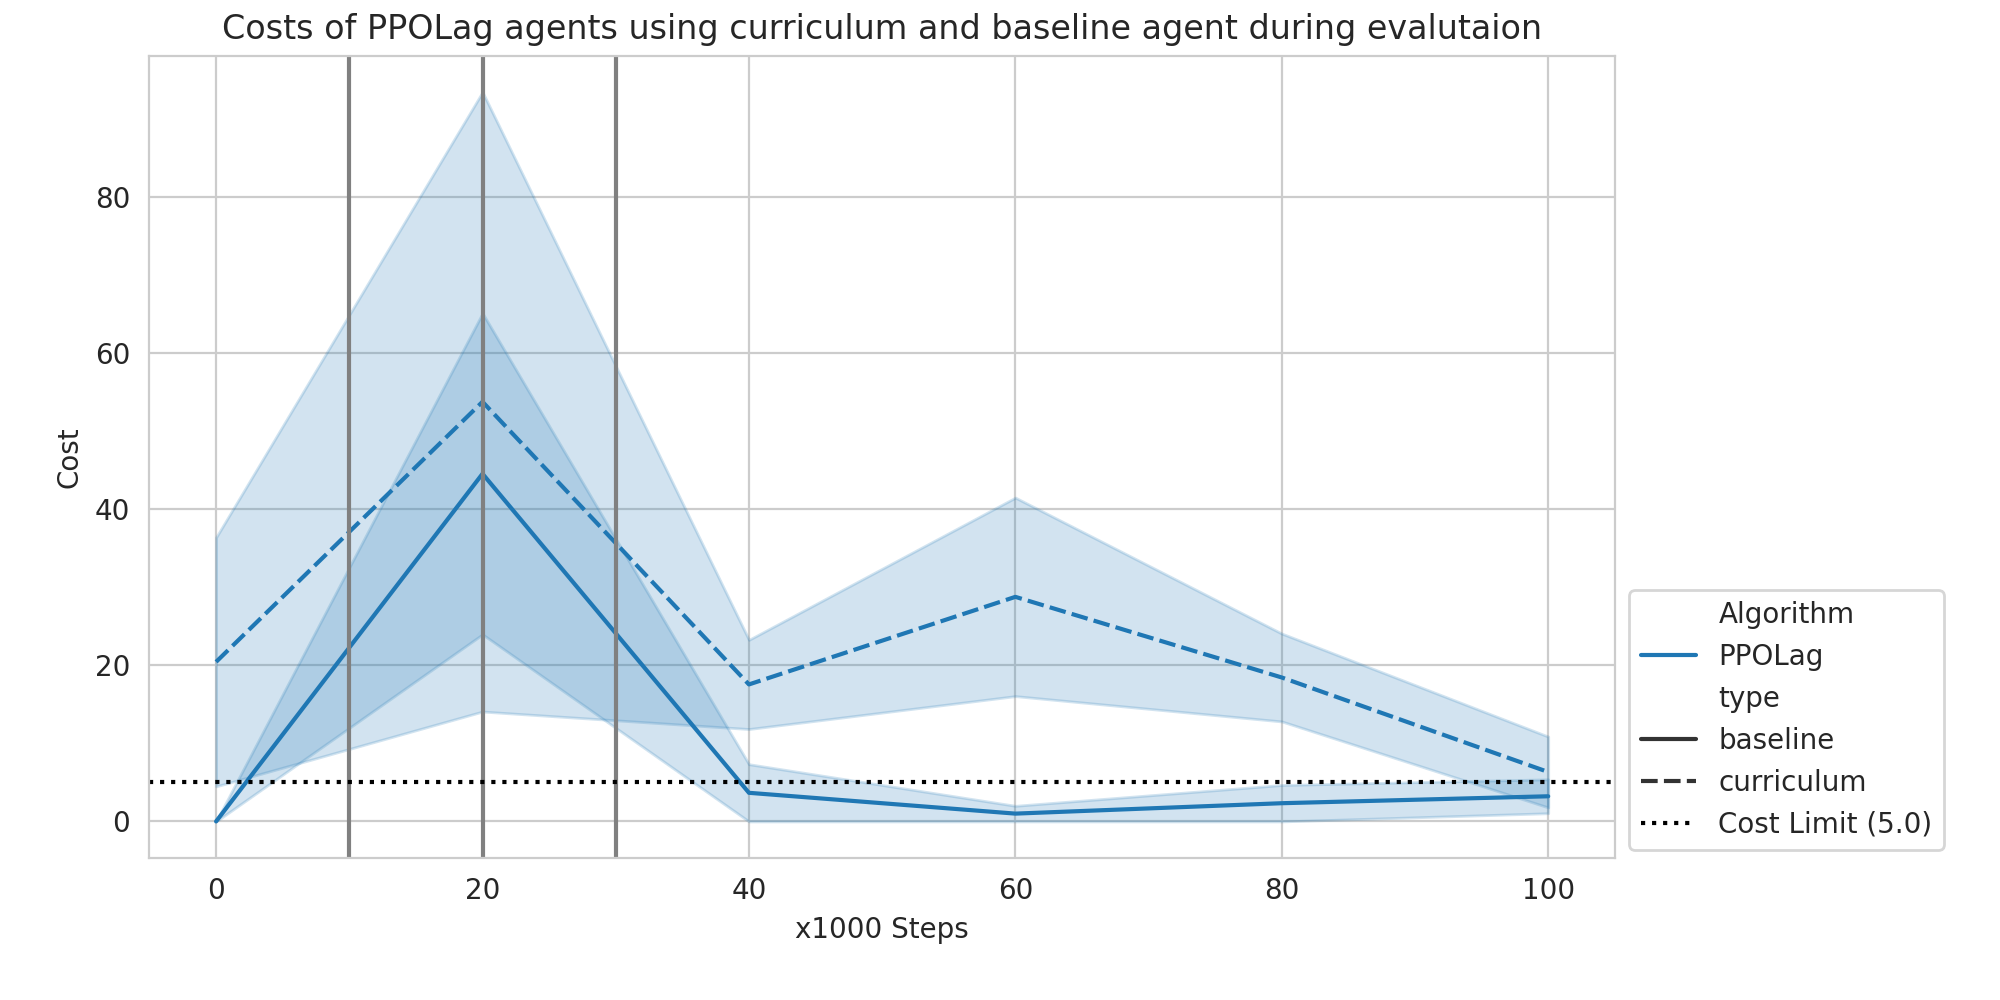 Costs of PPOLag agents using curriculum and baseline agent during evalutaion
80
60
40
20
0
Cost
0 20 40 60 80 100
x1000 Steps
Algorithm
PPOLag
type
baseline
curriculum
Cost Limit (5.0)